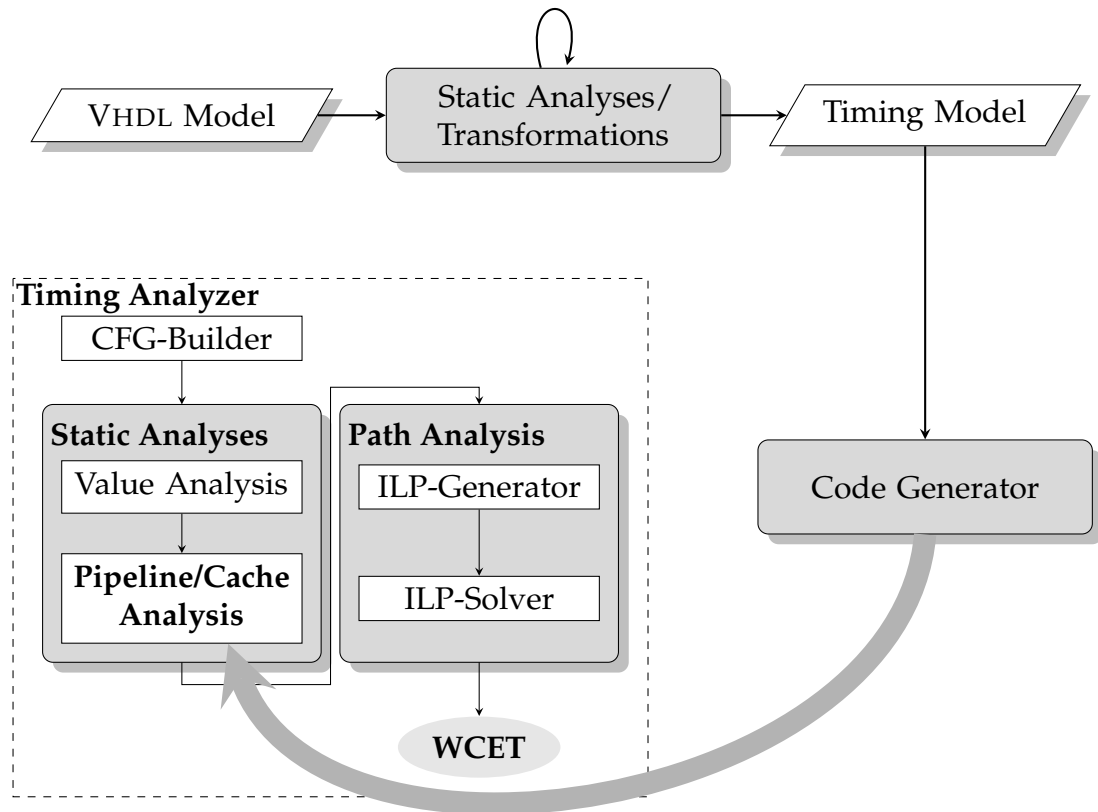 VHDL Model
Static Analyses/
Transformations
Timing Model
Timing Analyzer
CFG-Builder
Static Analyses
Value Analysis
Pipeline/Cache
Analysis
Path Analysis
ILP-Generator
ILP-Solver
WCET
Code Generator